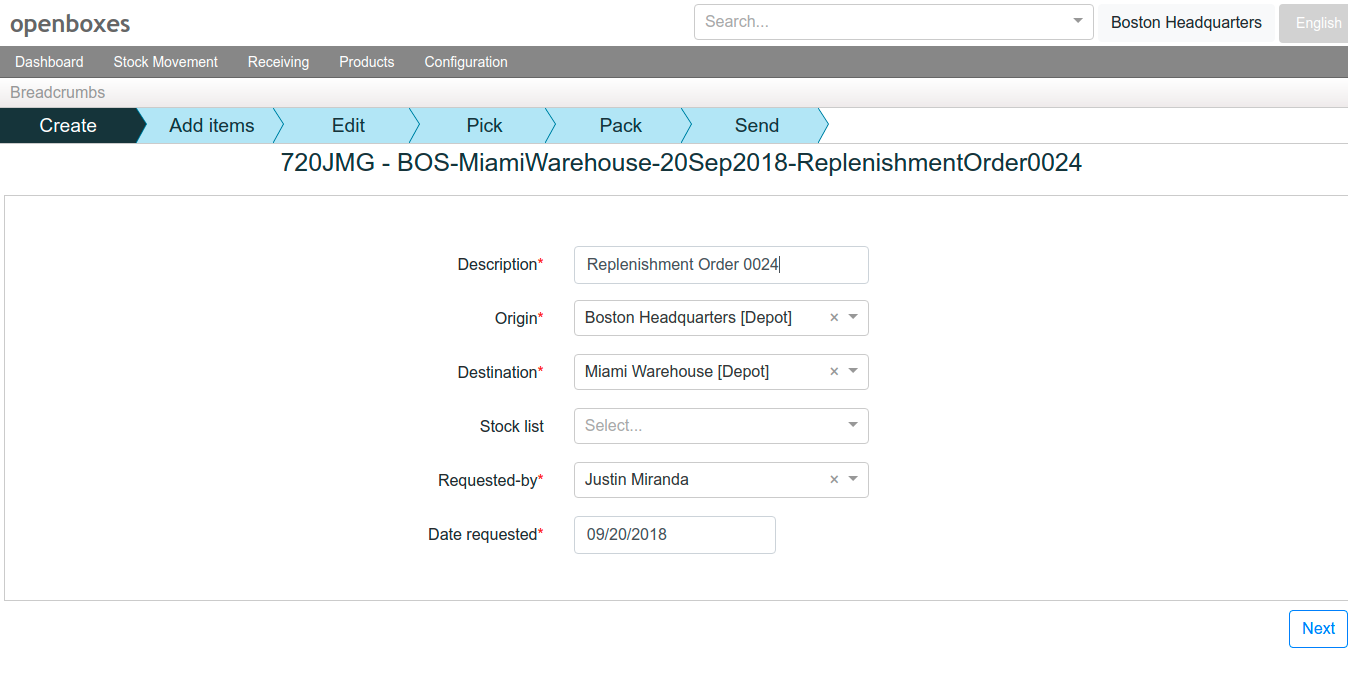 openboxes
Search...
Boston Headquarters
English
Dashboard Stock Movement Receiving Products Configuration
Breadcrumbs
Create Add items Edit Pick Pack Send
720JMG - BOS-MiamiWarehouse-20Sep2018-ReplenishmentOrder0024
Description* Replenishment Order 0024
Origin* Boston Headquarters [Depot] ×
Destination* Miami Warehouse [Depot] ×
Stock list Select...
Requested-by* Justin Miranda ×
Date requested* 09/20/2018
Next